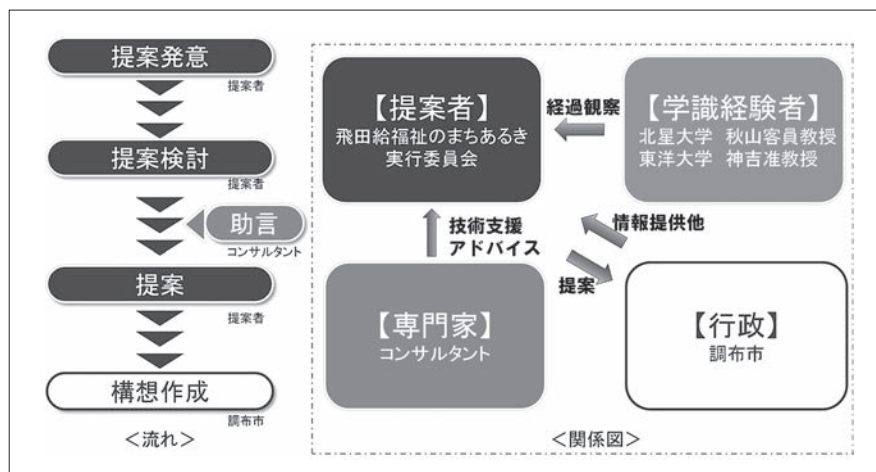 提案発意
提案者
提案検討
提案者
助言
コンサルタント
提案
提案者
構想作成
調布市
＜流れ＞
【提案者】
飛田給福祉のまちあるき
実行委員会
経過観察
【学識経験者】
北星大学　秋山客員教授
東洋大学　神吉准教授
技術支援
アドバイス
情報提供他
提案
【専門家】
コンサルタント
【行政】
調布市
＜関係図＞